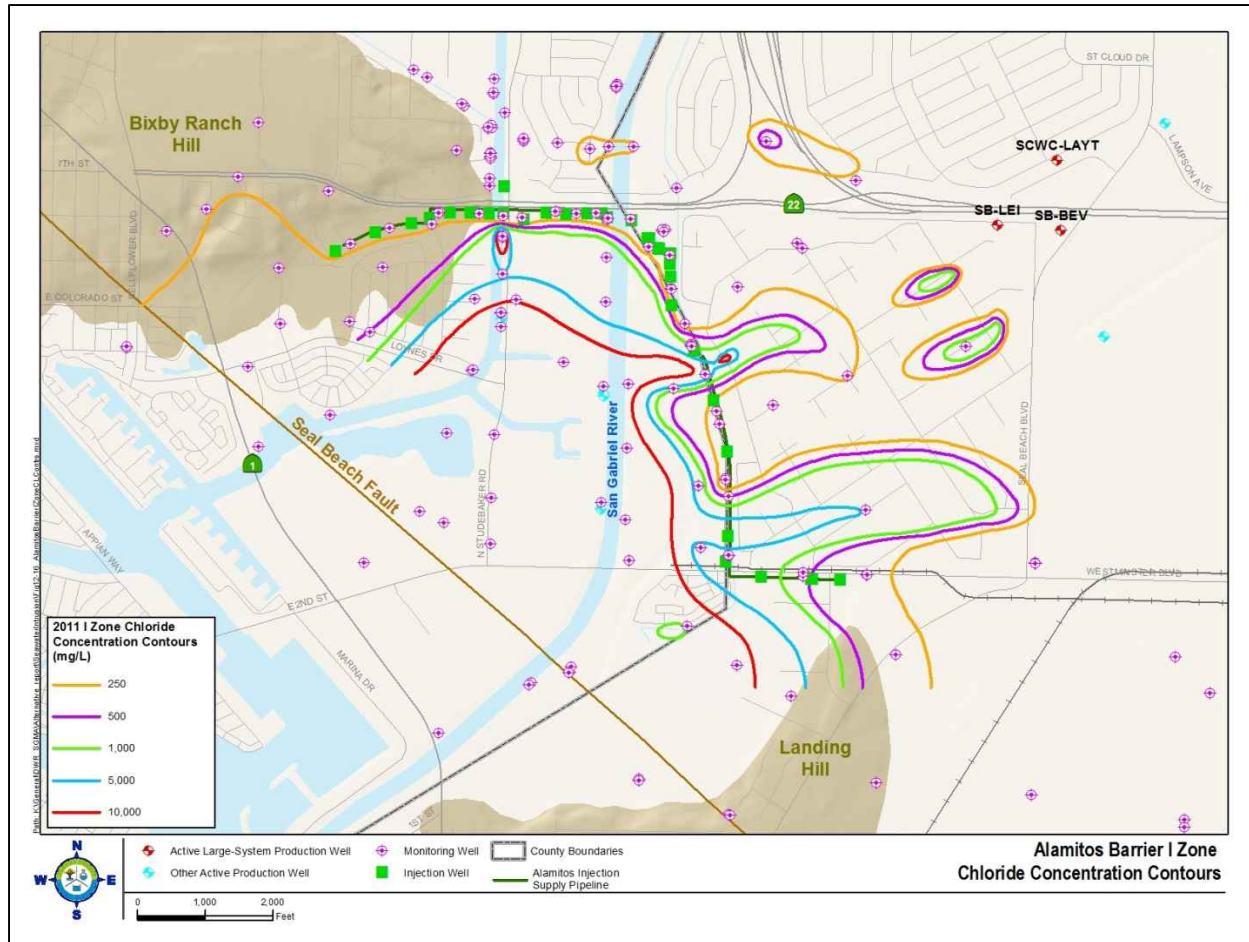 ST CLOUD DR
Bixby Ranch
Hill
SCWC-LAYT
LAMPSON AVE
7TH ST
22
SB-LEI
SB-BEV
BELLFLOWER BLVD
E COLORADO ST
LOYNES DR
Seal Beach Fault
San Gabriel River
1
SEAL BEACH BLVD
N STUDEBAKER RD
APPIAN WAY
WESTMINSTER BLVD
E 2ND ST
MARINA DR
Landing
Hill
1ST ST
2011 I Zone Chloride
Concentration Contours
(mg/L)
250
500
1,000
5,000
10,000
N
W
E
S
Active Large-System Production Well
Other Active Production Well
Monitoring Well
Injection Well
County Boundaries
Alamitos Injection
Supply Pipeline
0 1,000 2,000
Feet
Alamitos Barrier I Zone
Chloride Concentration Contours